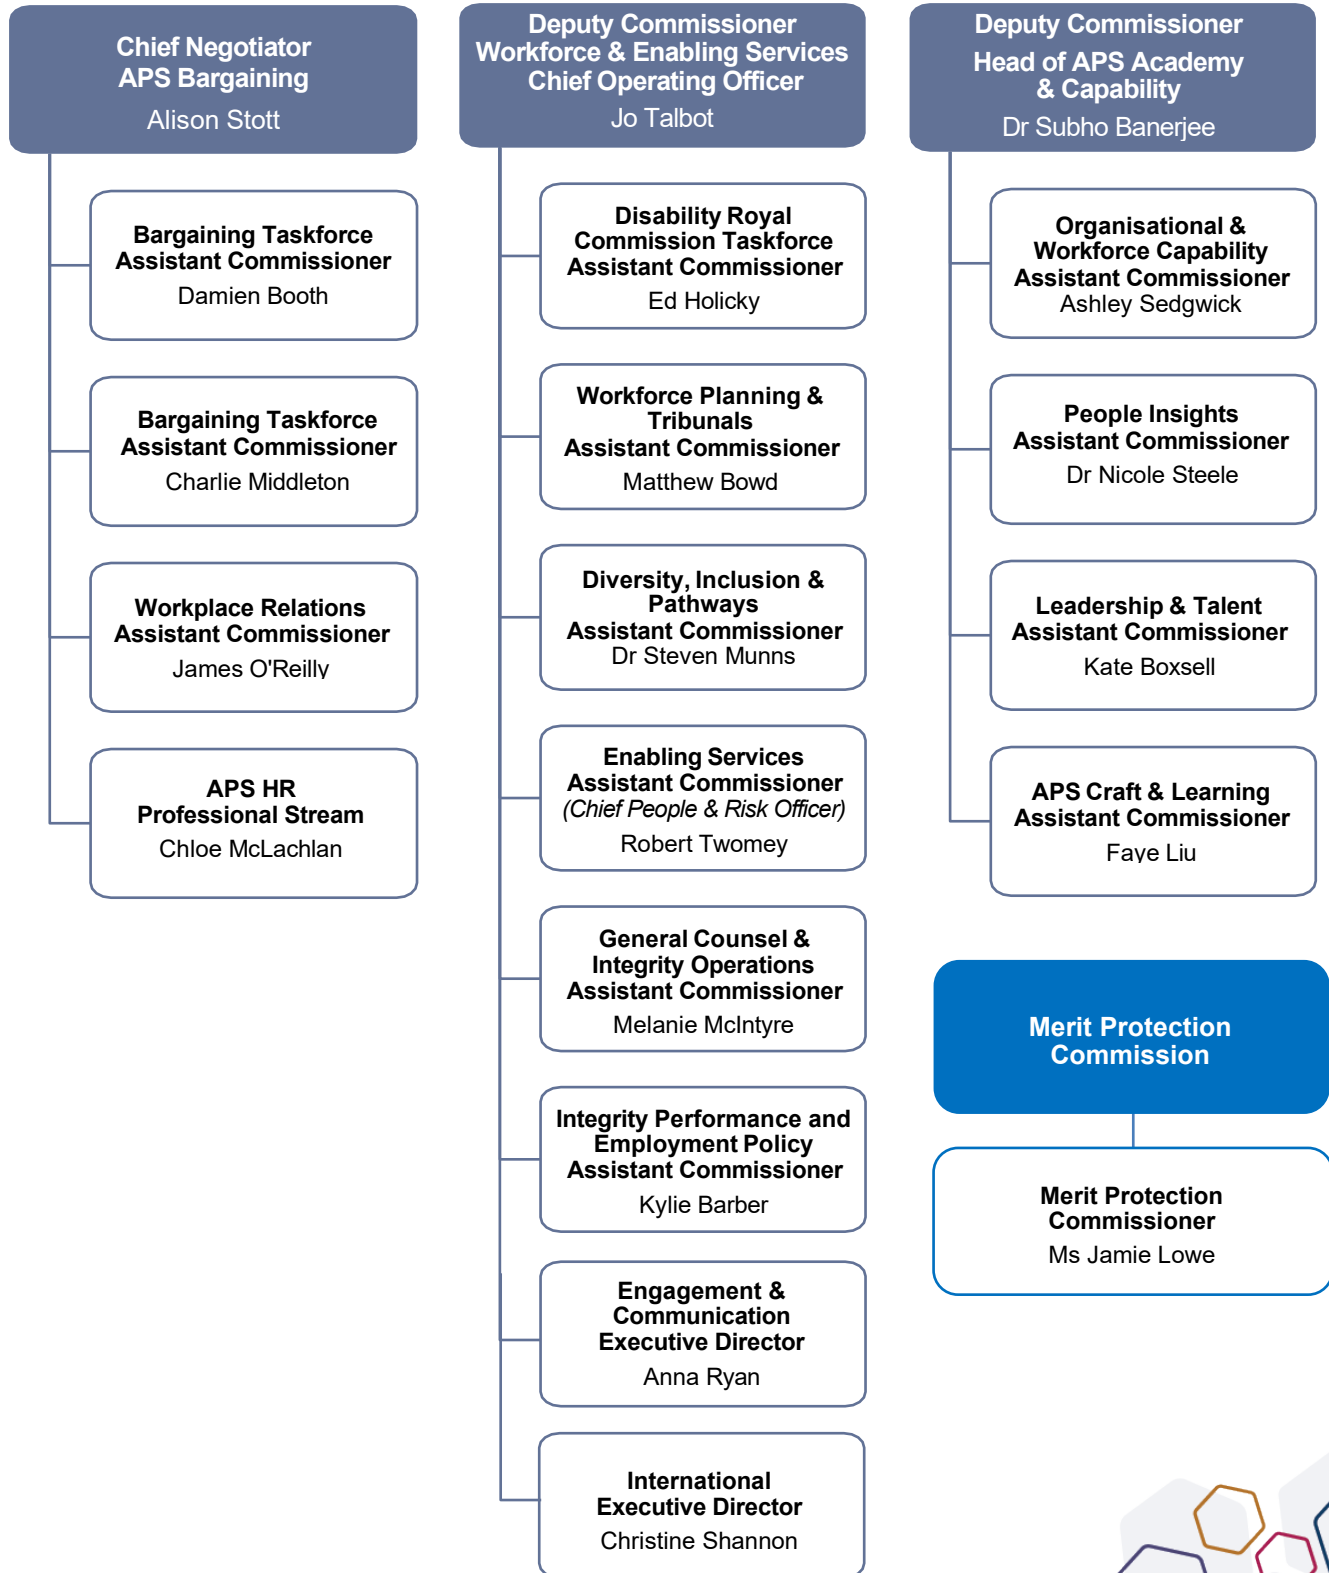 Chief Negotiator
APS Bargaining
Alison Stott
Bargaining Taskforce
Assistant Commissioner
Damien Booth
Bargaining Taskforce
Assistant Commissioner
Charlie Middleton
Workplace Relations
Assistant Commissioner
James O'Reilly
APS HR
Professional Stream
Chloe McLachlan
Deputy Commissioner
Workforce & Enabling Services
Chief Operating Officer
Jo Talbot
Disability Royal
Commission Taskforce
Assistant Commissioner
Ed Holicky
Workforce Planning &
Tribunals
Assistant Commissioner
Matthew Bowd
Diversity, Inclusion &
Pathways
Assistant Commissioner
Dr Steven Munns
Enabling Services
Assistant Commissioner
(Chief People & Risk Officer)
Robert Twomey
General Counsel &
Integrity Operations
Assistant Commissioner
Melanie McIntyre
Integrity Performance and
Employment Policy
Assistant Commissioner
Kylie Barber
Engagement &
Communication
Executive Director
Anna Ryan
International
Executive Director
Christine Shannon
Deputy Commissioner
Head of APS Academy
& Capability
Dr Subho Banerjee
Organisational &
Workforce Capability
Assistant Commissioner
Ashley Sedgwick
People Insights
Assistant Commissioner
Dr Nicole Steele
Leadership & Talent
Assistant Commissioner
Kate Boxsell
APS Craft & Learning
Assistant Commissioner
Faye Liu
Merit Protection
Commission
Merit Protection
Commissioner
Ms Jamie Lowe